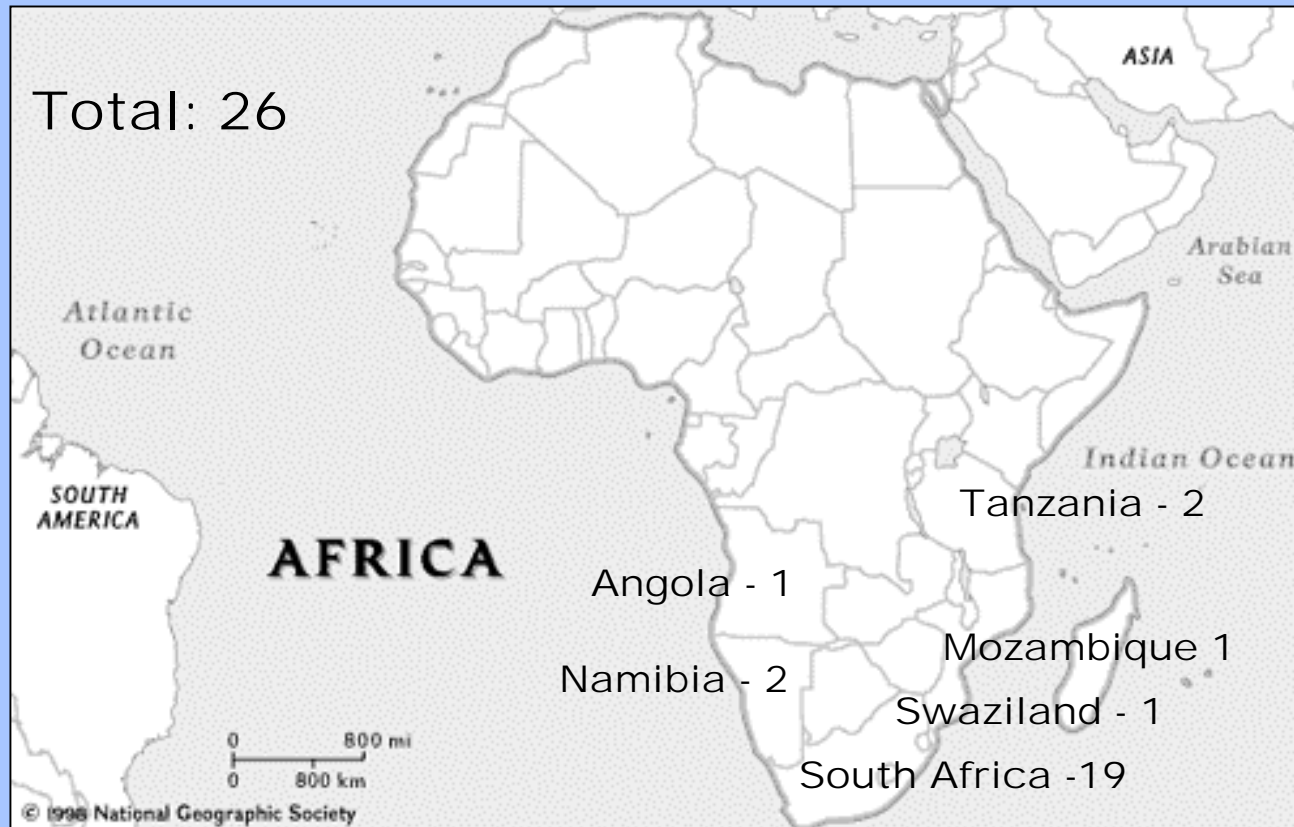 ASIA
Total: 26
Arabian
Sea
Atlantic
Ocean
Indian Ocean
SOUTH
AMERICA
Tanzania - 2
AFRICA
Angola - 1
Mozambique 1
Namibia - 2
Swaziland - 1
0 800 mi
0 800 km
South Africa -19
© 1998 National Geographic Society